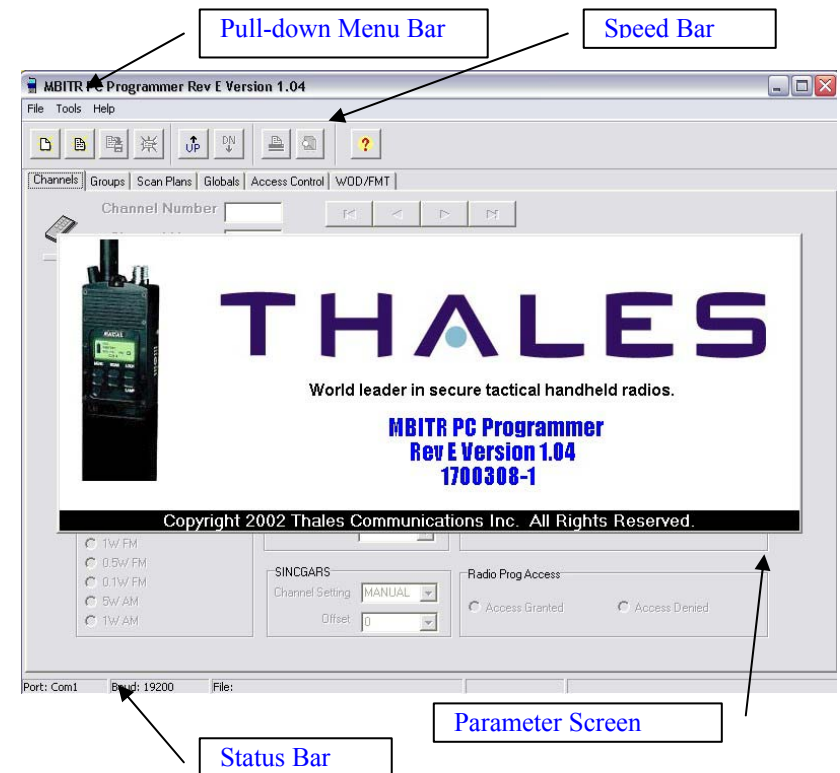 Pull-down Menu Bar
Speed Bar
MBITR PC Programmer Rev E Version 1.04
File Tools Help
UP DN ?
Channels Groups Scan Plans Globals Access Control WOD/FMT
Channel Number
THALES
World leader in secure tactical handheld radios.
MBITR PC Programmer
Rev E Version 1.04
1700308-1
Copyright 2002 Thales Communications Inc. All Rights Reserved.
1W FM
0.5W FM
0.1W FM
5W AM
1W AM
SINCGARS
Channel Setting MANUAL
Offset 0
Radio Prog Access
Access Granted Access Denied
Port: Com1 Baud: 19200 File:
Parameter Screen
Status Bar